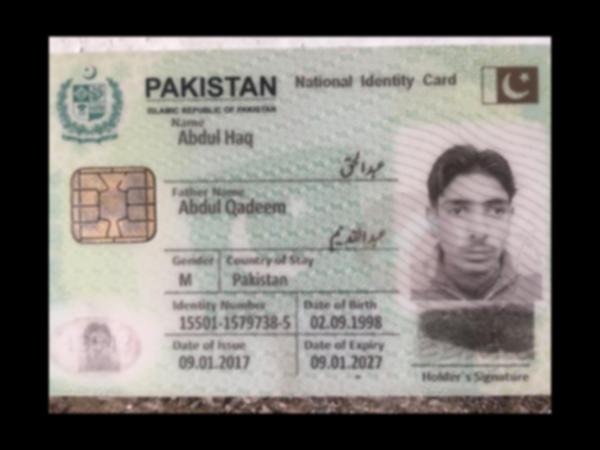 PAKISTAN National Identity Card
ISLAMIC REPUBLIC OF PAKISTAN
Name
Abdul Haq
عبدالحق
Father Name
Abdul Qadeem
عبدالقدیم
Gender Country of Stay
M Pakistan
Identity Number Date of Birth
15501-1579738-5 02.09.1998
Date of Issue Date of Expiry
09.01.2017 09.01.2027
Holder's Signature